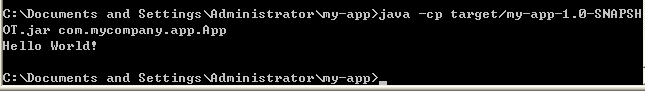 C:\Documents and Settings\Administrator\my-app>java -cp target/my-app-1.0-SNAPSH
OT.jar com.mycompany.app.App
Hello World!
C:\Documents and Settings\Administrator\my-app>_